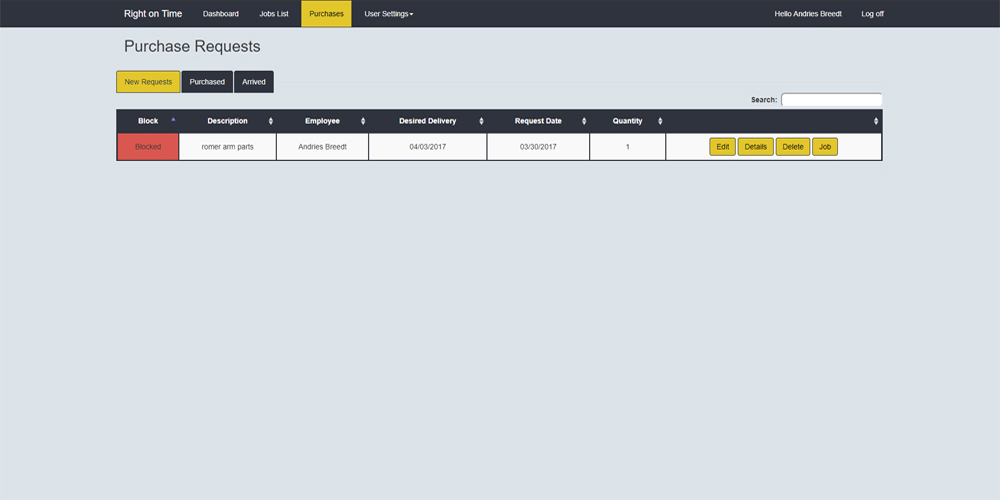 Right on Time Dashboard Jobs List Purchases User Settings Hello Andries Breedt Log off
Purchase Requests
New Requests Purchased Arrived
Search:
Block Description Employee Desired Delivery Request Date Quantity
Blocked romer arm parts Andries Breedt 04/03/2017 03/30/2017 1 Edit Details Delete Job